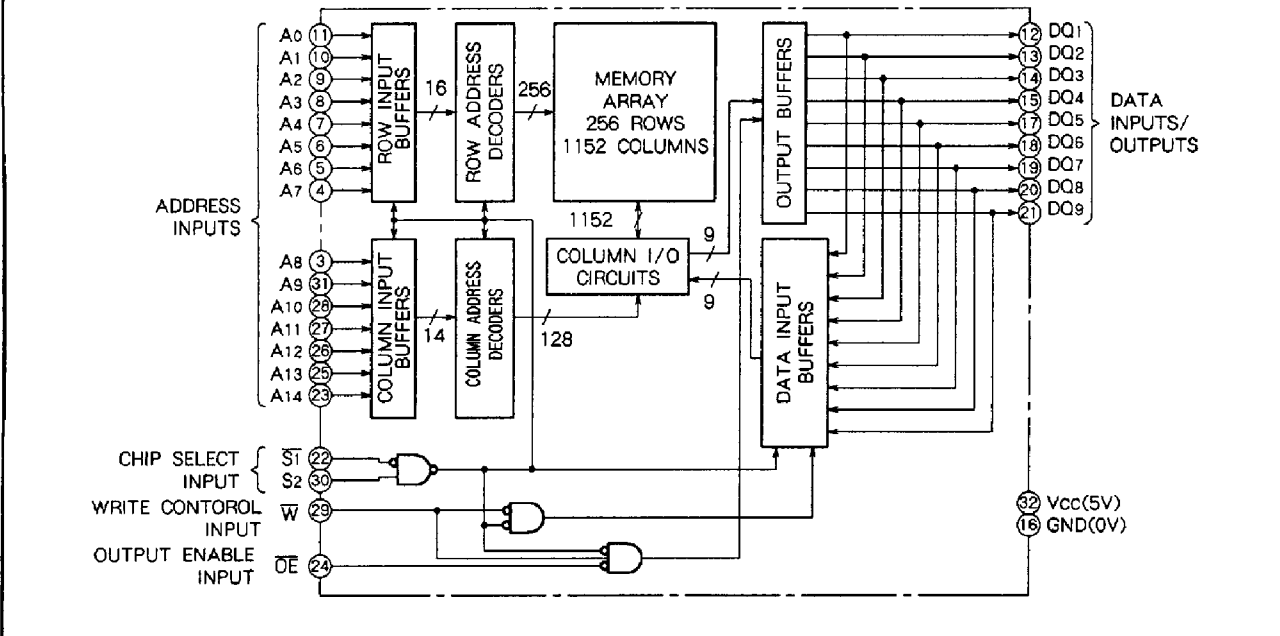 A0 11
A1 10
A2 9
A3 8
A4 7
A5 6
A6 5
A7 4
ADDRESS
INPUTS
A8 3
A9 31
A10 28
A11 27
A12 26
A13 25
A14 23
ROW INPUT
BUFFERS
16
ROW ADDRESS
DECODERS
256
MEMORY
ARRAY
256 ROWS
1152 COLUMNS
1152
COLUMN INPUT
BUFFERS
14
COLUMN ADDRESS
DECODERS
128
COLUMN I/O
CIRCUITS
9
9
OUTPUT BUFFERS
DATA INPUT
BUFFERS
12 DQ1
13 DQ2
14 DQ3
15 DQ4
17 DQ5
18 DQ6
19 DQ7
20 DQ8
21 DQ9
DATA
INPUTS/
OUTPUTS
CHIP SELECT
INPUT
S̅1̅ 22
S2 30
WRITE CONTOROL
INPUT
W̅ 29
OUTPUT ENABLE
INPUT
O̅E̅ 24
32 Vcc(5V)
16 GND(0V)